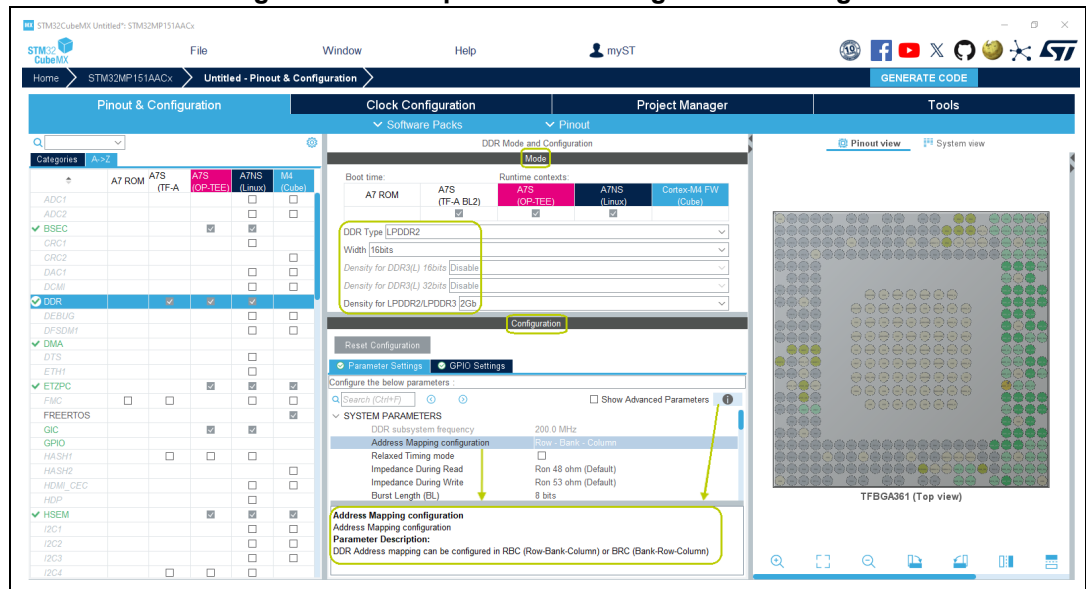 STM32CubeMX Untitled*: STM32MP151AACx
STM32 CubeMX
File
Window
Help
myST
Home
STM32MP151AACx
Untitled - Pinout & Configuration
GENERATE CODE
Pinout & Configuration
Clock Configuration
Project Manager
Tools
Software Packs
Pinout
Categories
A->Z
A7 ROM
A7S (TF-A
A7S (OP-TEE)
A7NS (Linux)
M4 (Cube)
ADC1
ADC2
BSEC
CRC1
CRC2
DAC1
DCMI
DDR
DEBUG
DFSDM1
DMA
DTS
ETH1
ETZPC
FMC
FREERTOS
GIC
GPIO
HASH1
HASH2
HDMI_CEC
HDP
HSEM
I2C1
I2C2
I2C3
I2C4
DDR Mode and Configuration
Mode
Boot time:
Runtime contexts:
A7 ROM
A7S (TF-A BL2)
A7S (OP-TEE)
A7NS (Linux)
Cortex-M4 FW (Cube)
DDR Type LPDDR2
Width 16bits
Density for DDR3(L) 16bits Disable
Density for DDR3(L) 32bits Disable
Density for LPDDR2/LPDDR3 2Gb
Configuration
Reset Configuration
Parameter Settings
GPIO Settings
Configure the below parameters :
Search (Ctrl+F)
Show Advanced Parameters
SYSTEM PARAMETERS
DDR subsystem frequency 200.0 MHz
Address Mapping configuration Row - Bank - Column
Relaxed Timing mode
Impedance During Read Ron 48 ohm (Default)
Impedance During Write Ron 53 ohm (Default)
Burst Length (BL) 8 bits
Address Mapping configuration
Address Mapping configuration
Parameter Description:
DDR Address mapping can be configured in RBC (Row-Bank-Column) or BRC (Bank-Row-Column)
Pinout view
System view
TFBGA361 (Top view)